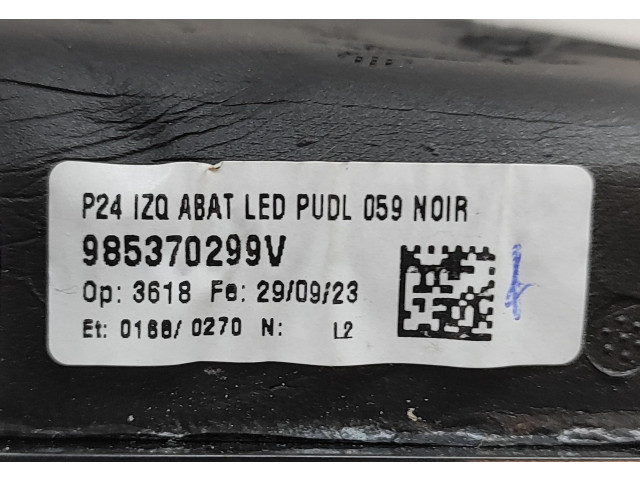 P24 IZQ ABAT LED PUDL 059 NOIR
985370299V
Op: 3618 Fe: 29/09/23
Et: 0168/ 0270 N: L2